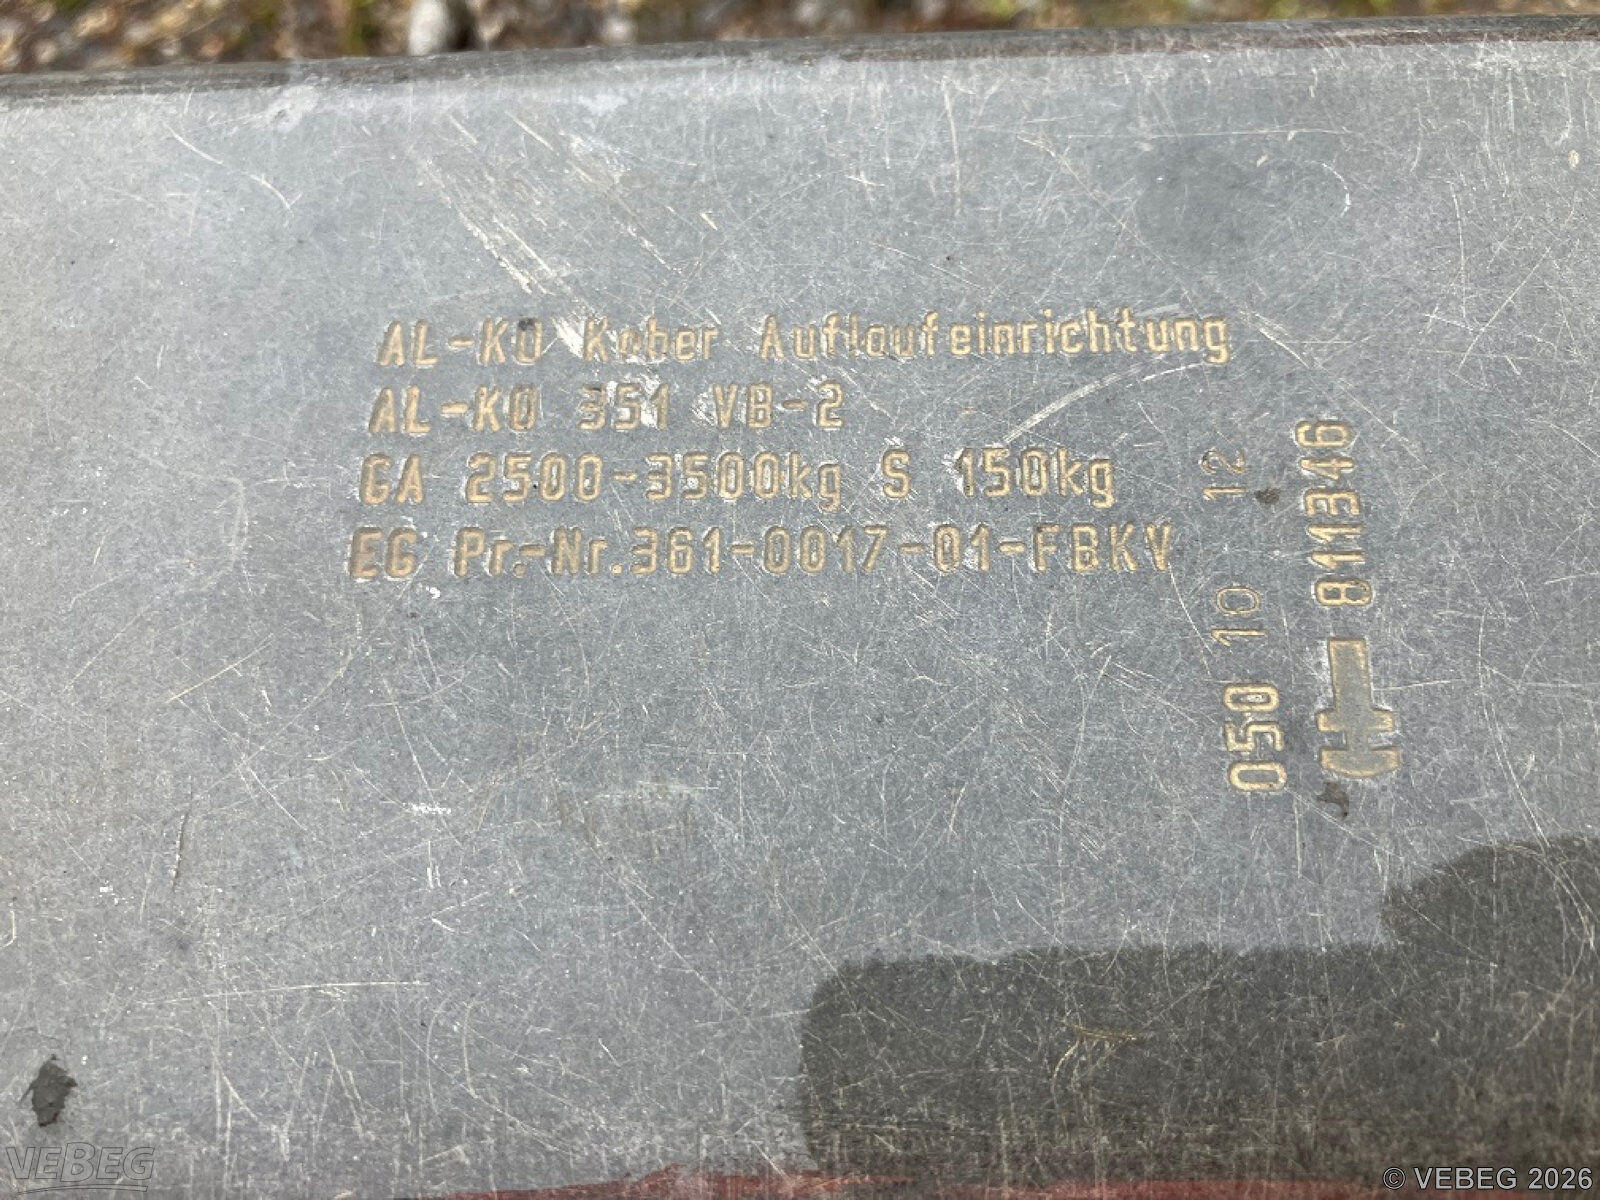 AL-KO Kober Auflaufeinrichtung
AL-KO 351 VB-2
GA 2500-3500kg S 150kg
EG Pr.-Nr.361-0017-01-FBKV
050 10 12
811346
VEBEG
© VEBEG 2026